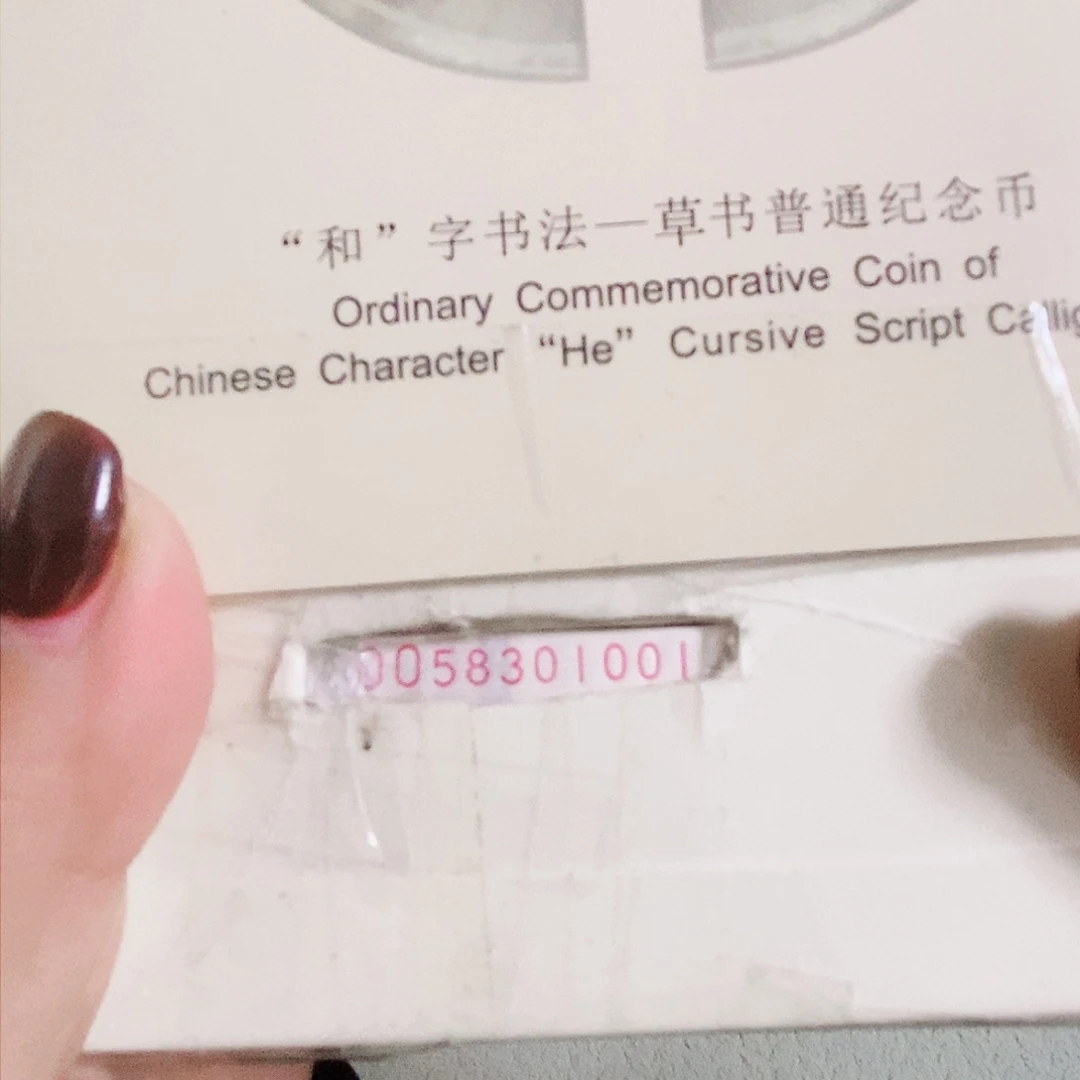 “和”字书法—草书普通纪念币
Ordinary Commemorative Coin of
Chinese Character “He” Cursive Script Callig
0058301001